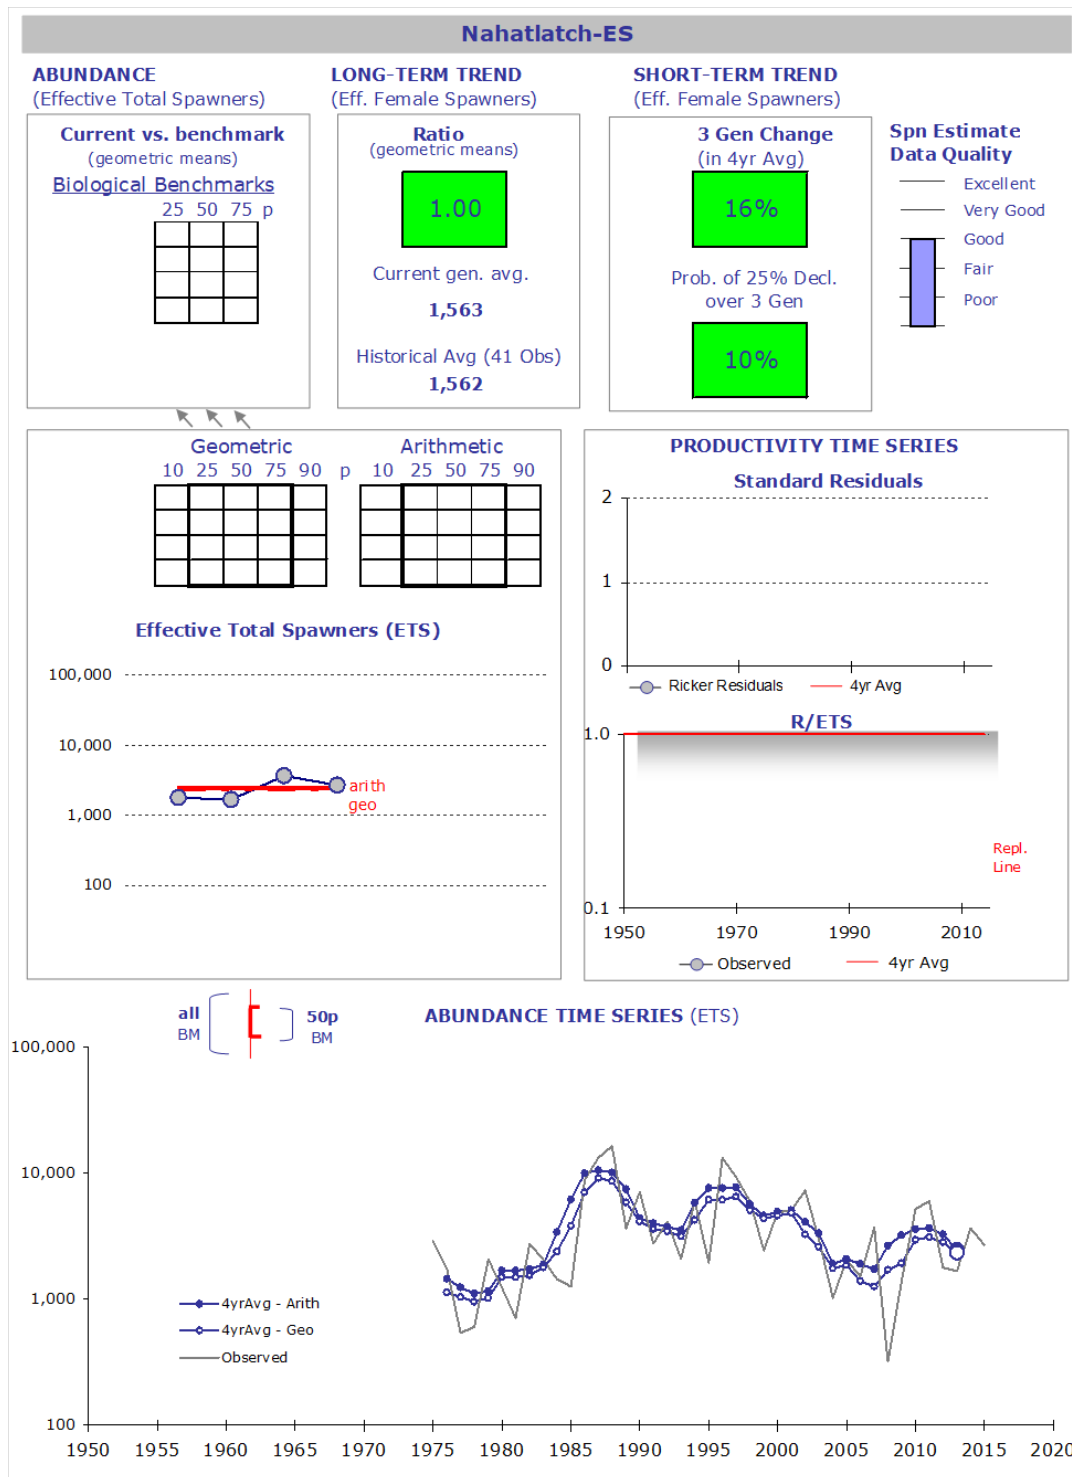 Nahatlatch-ES
ABUNDANCE
(Effective Total Spawners)
LONG-TERM TREND
(Eff. Female Spawners)
SHORT-TERM TREND
(Eff. Female Spawners)
Current vs. benchmark
(geometric means)
Biological Benchmarks
25 50 75 p
Ratio
(geometric means)
1.00
Current gen. avg.
1,563
Historical Avg (41 Obs)
1,562
3 Gen Change
(in 4yr Avg)
16%
Prob. of 25% Decl.
over 3 Gen
10%
Spn Estimate
Data Quality
Excellent
Very Good
Good
Fair
Poor
Geometric
10 25 50 75 90 p
Arithmetic
10 25 50 75 90
Effective Total Spawners (ETS)
100,000
10,000
1,000
100
arith
geo
PRODUCTIVITY TIME SERIES
Standard Residuals
2
1
0
Ricker Residuals
4yr Avg
R/ETS
1.0
0.1
Repl.
Line
1950 1970 1990 2010
Observed
4yr Avg
all
BM
50p
BM
ABUNDANCE TIME SERIES (ETS)
100,000
10,000
1,000
100
4yrAvg - Arith
4yrAvg - Geo
Observed
1950 1955 1960 1965 1970 1975 1980 1985 1990 1995 2000 2005 2010 2015 2020